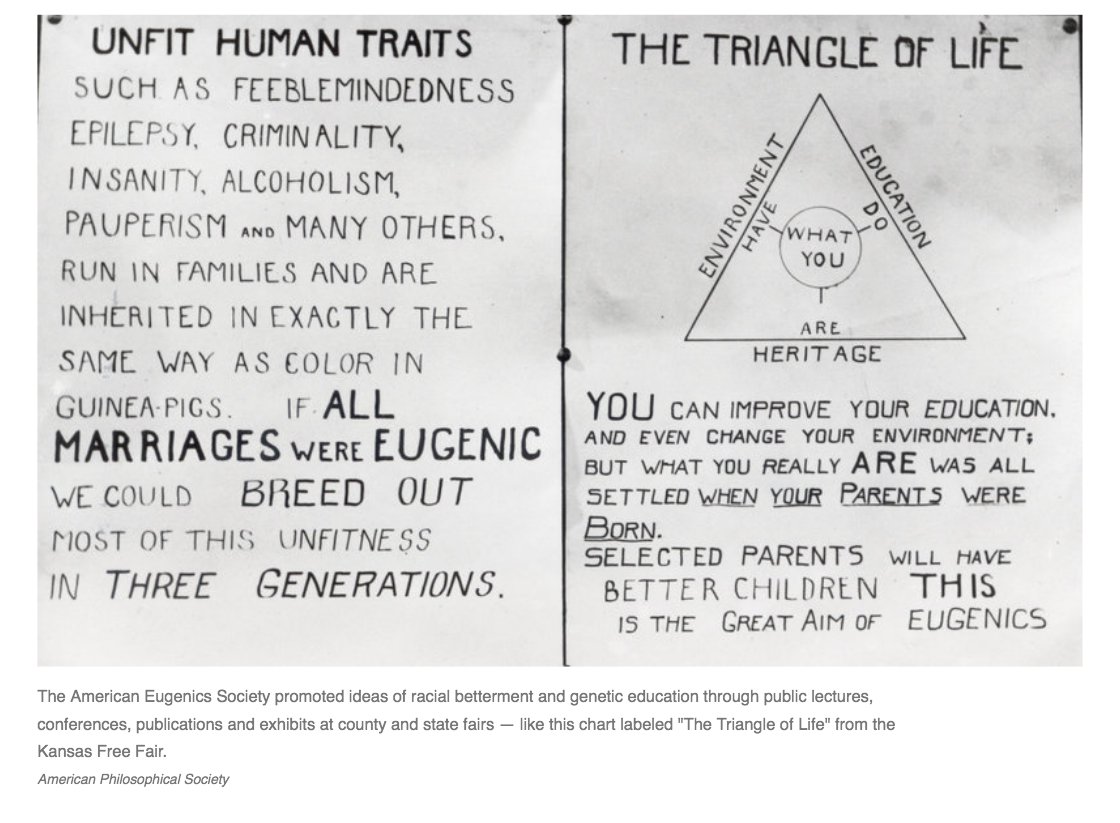 UNFIT HUMAN TRAITS
SUCH AS FEEBLEMINDEDNESS
EPILEPSY, CRIMINALITY,
INSANITY, ALCOHOLISM,
PAUPERISM AND MANY OTHERS,
RUN IN FAMILIES AND ARE
INHERITED IN EXACTLY THE
SAME WAY AS COLOR IN
GUINEA-PIGS. IF ALL
MARRIAGES WERE EUGENIC
WE COULD BREED OUT
MOST OF THIS UNFITNESS
IN THREE GENERATIONS.
THE TRIANGLE OF LIFE
ENVIRONMENT
HAVE
EDUCATION
DO
WHAT
YOU
ARE
HERITAGE
YOU CAN IMPROVE YOUR EDUCATION,
AND EVEN CHANGE YOUR ENVIRONMENT;
BUT WHAT YOU REALLY ARE WAS ALL
SETTLED WHEN YOUR PARENTS WERE
BORN.
SELECTED PARENTS WILL HAVE
BETTER CHILDREN THIS
IS THE GREAT AIM OF EUGENICS
The American Eugenics Society promoted ideas of racial betterment and genetic education through public lectures,
conferences, publications and exhibits at county and state fairs — like this chart labeled "The Triangle of Life" from the
Kansas Free Fair.
American Philosophical Society